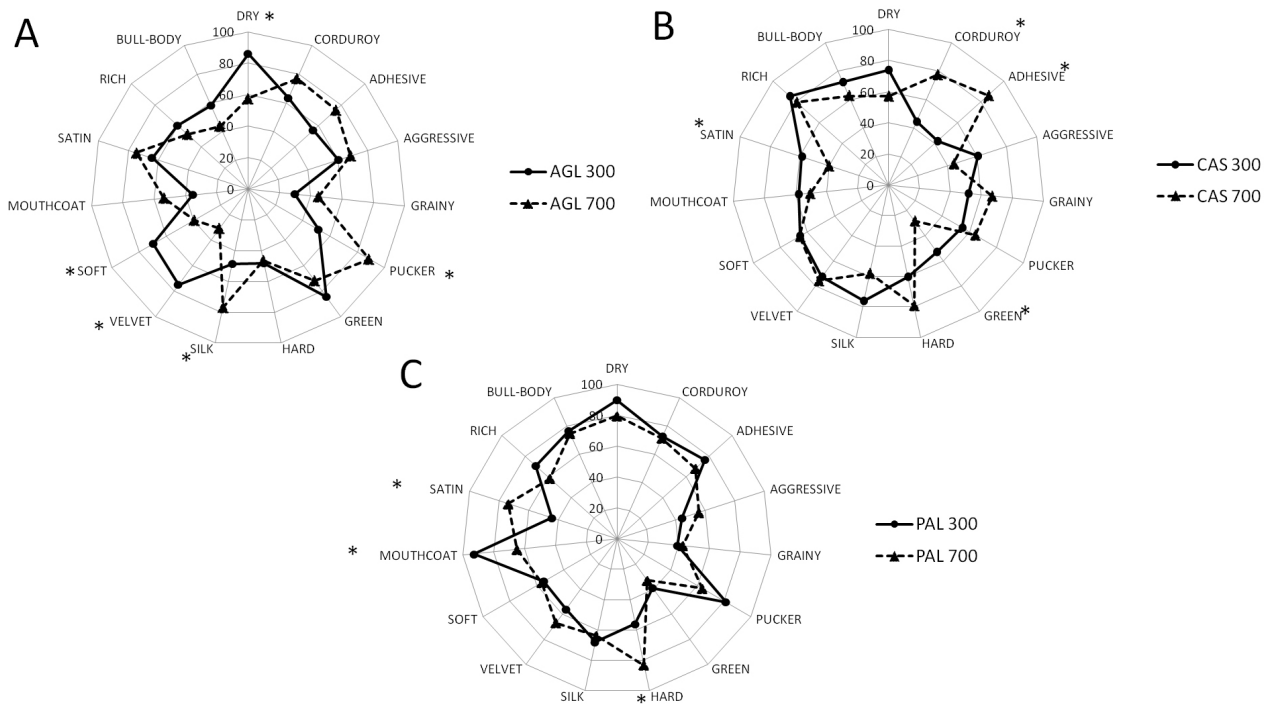 A
DRY *
CORDUROY
ADHESIVE
AGGRESSIVE
GRAINY
PUCKER *
GREEN
HARD
*SILK
* VELVET
*SOFT
MOUTHCOAT
SATIN
RICH
BULL-BODY
100
80
60
40
20
0
AGL 300
AGL 700
B
DRY
CORDUROY *
ADHESIVE *
AGGRESSIVE
GRAINY
PUCKER
GREEN*
HARD
SILK
VELVET
SOFT
MOUTHCOAT
* SATIN
RICH
BULL-BODY
100
80
60
40
20
0
CAS 300
CAS 700
C
DRY
CORDUROY
ADHESIVE
AGGRESSIVE
GRAINY
PUCKER
GREEN
* HARD
SILK
VELVET
SOFT
* MOUTHCOAT
* SATIN
RICH
BULL-BODY
100
80
60
40
20
0
PAL 300
PAL 700